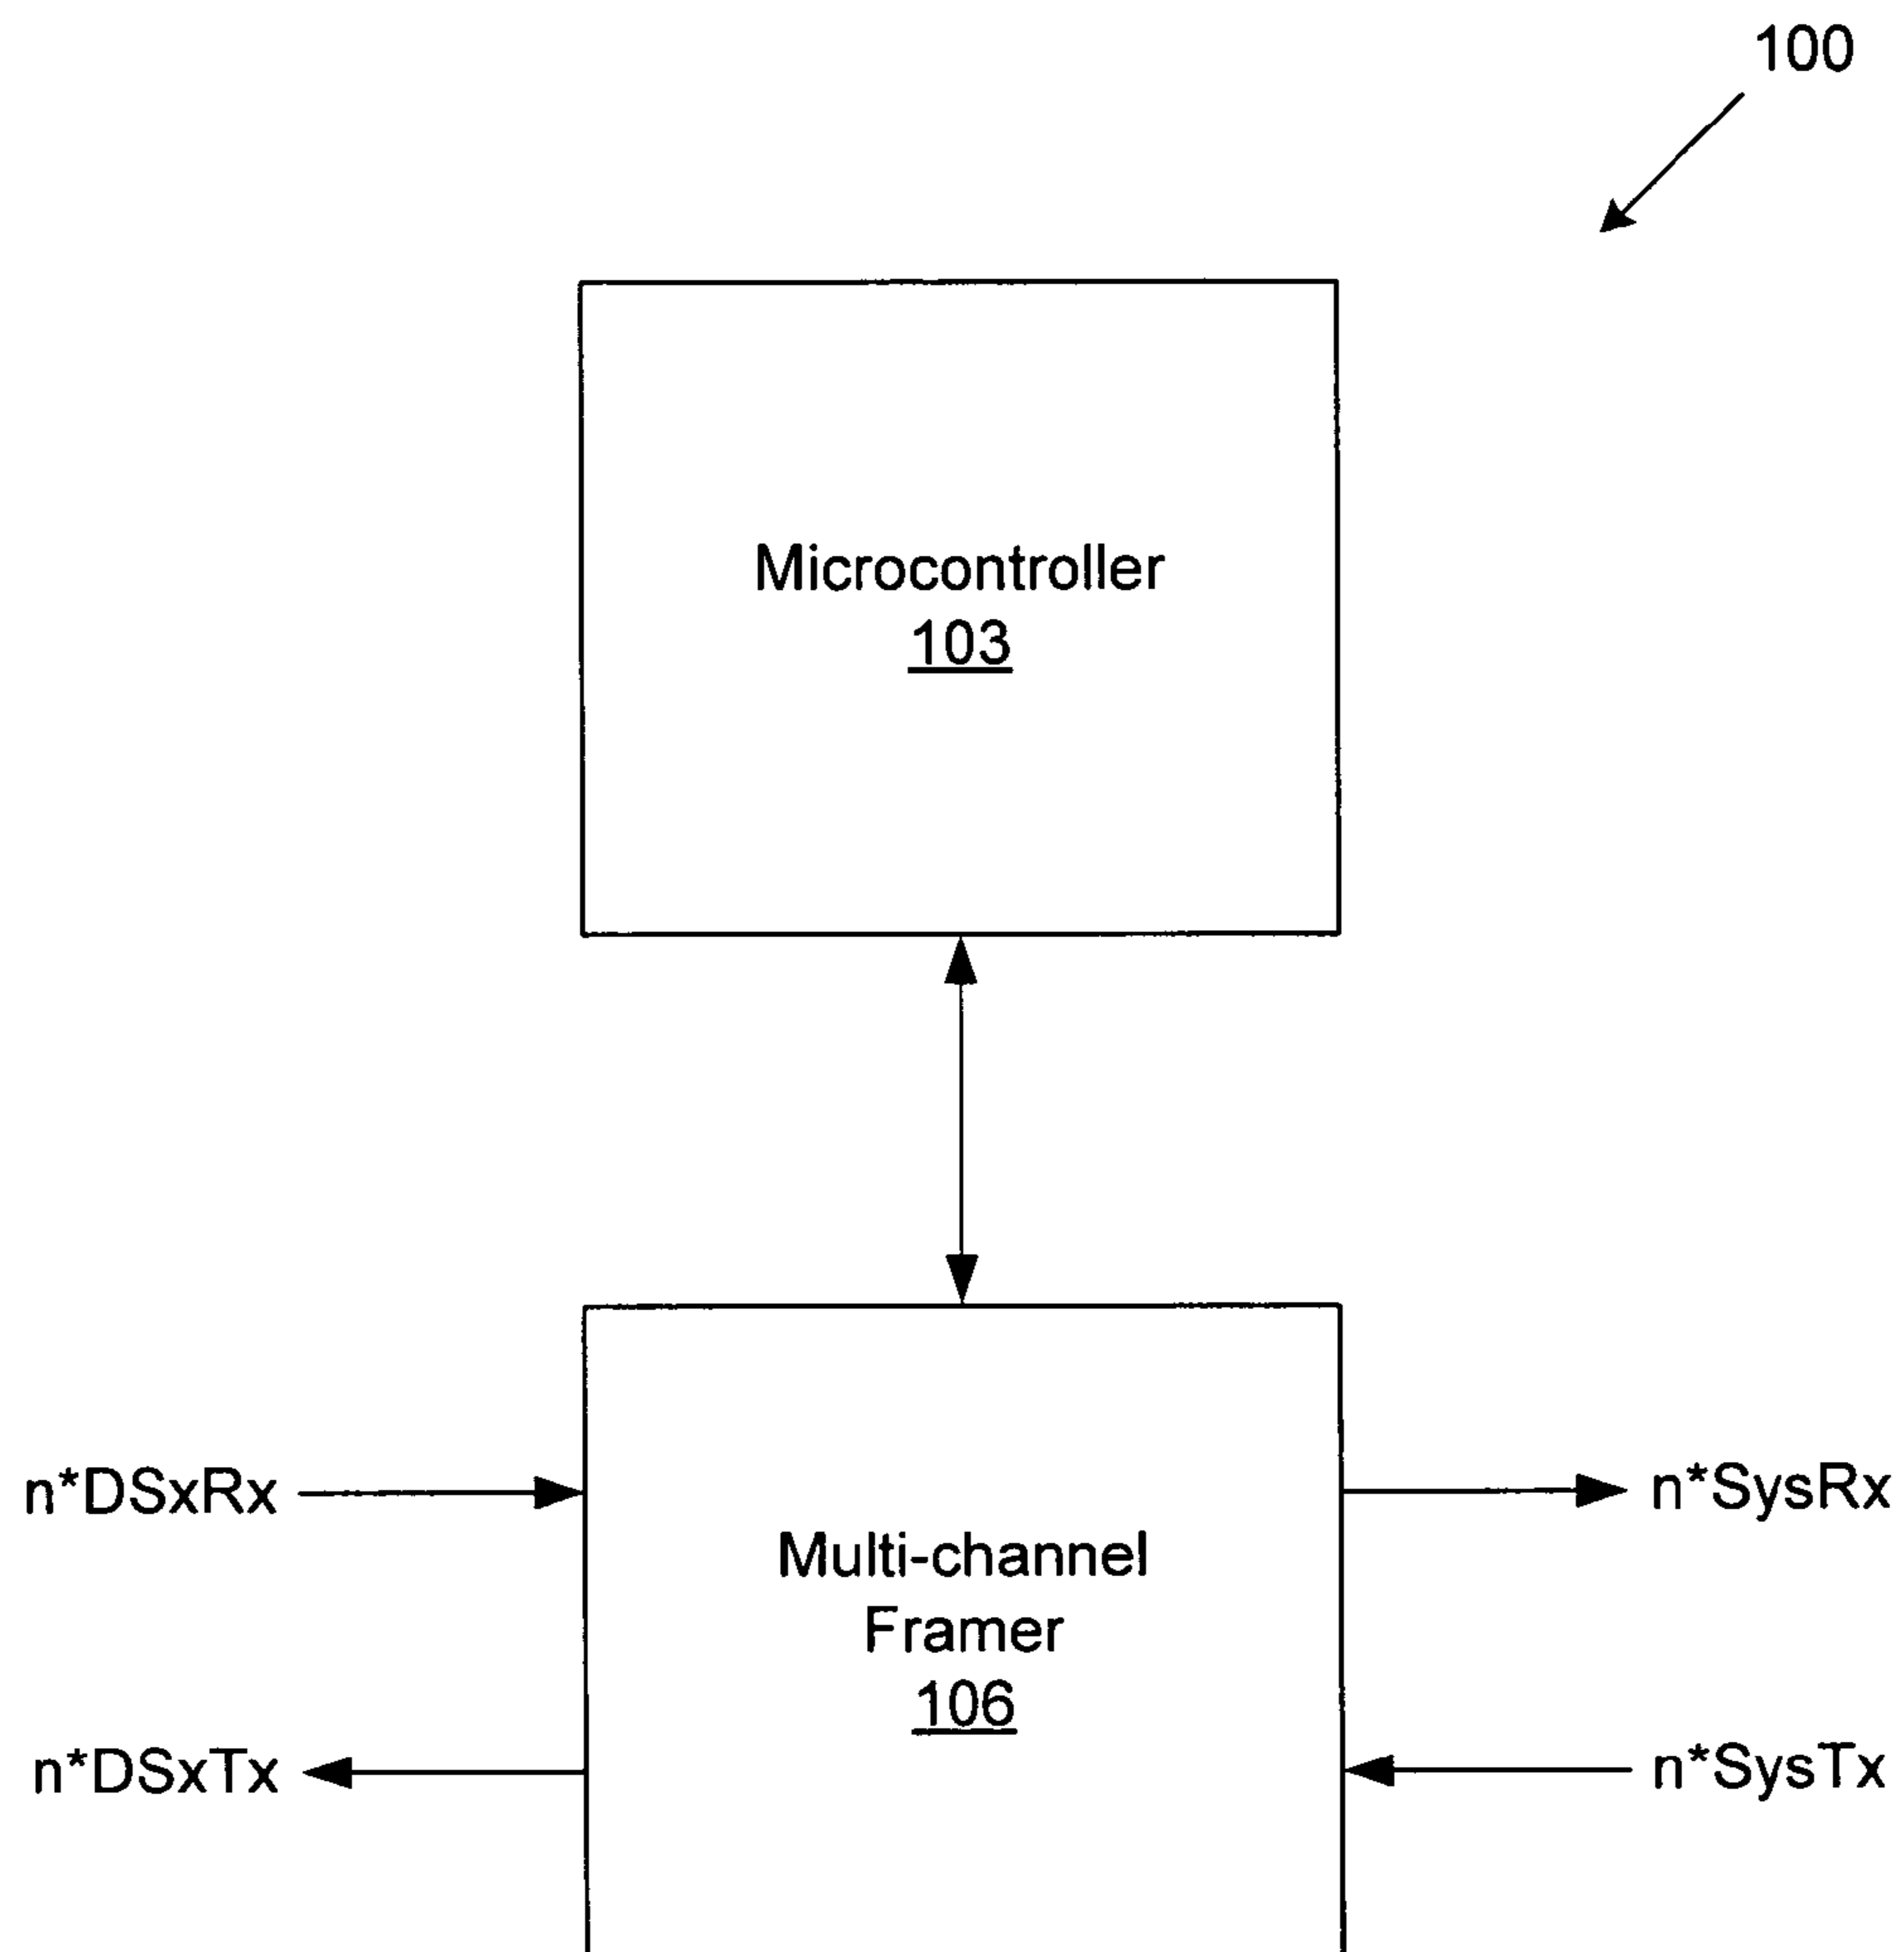 100
Microcontroller
103
n*DSxRx
n*SysRx
Multi-channel
Framer
106
n*DSxTx
n*SysTx